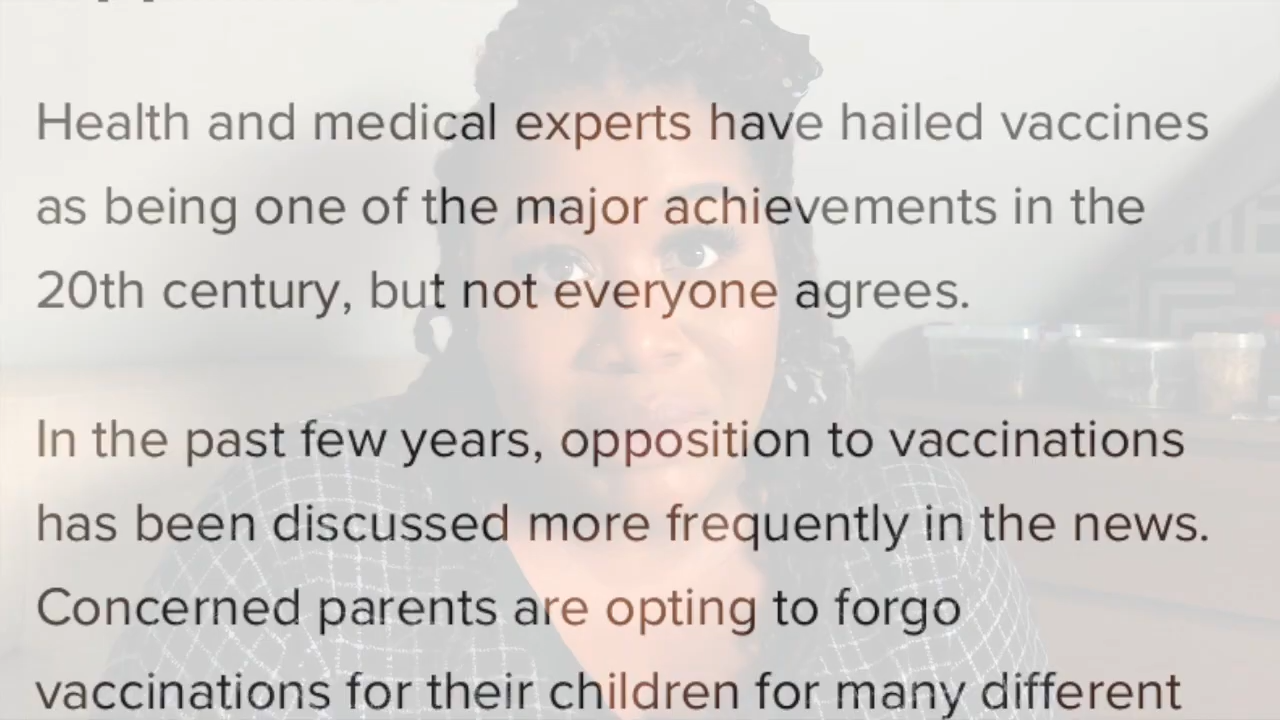 Health and medical experts have hailed vaccines
as being one of the major achievements in the
20th century, but not everyone agrees.
In the past few years, opposition to vaccinations
has been discussed more frequently in the news.
Concerned parents are opting to forgo
vaccinations for their children for many different